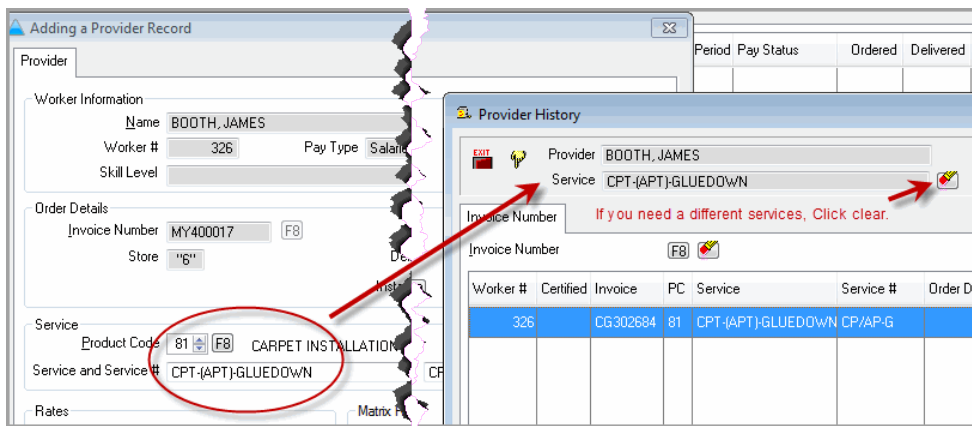 Adding a Provider Record
Provider
Worker Information
Name BOOTH, JAMES
Worker # 326 Pay Type
Skill Level
Order Details
Invoice Number MY400017 F8
Store "6"
Service
Product Code 81 F8 CARPET INSTALLATION
Service and Service # CPT-(APT)-GLUEDOWN
Rates
Period Pay Status Ordered Delivered
Provider History
EXIT Provider BOOTH, JAMES
Service CPT-(APT)-GLUEDOWN
If you need a different services, Click clear.
Invoice Number
Invoice Number F8
Worker # Certified Invoice PC Service Service # Order D
326 CG302684 81 CPT-(APT)-GLUEDOWN CP/AP-G